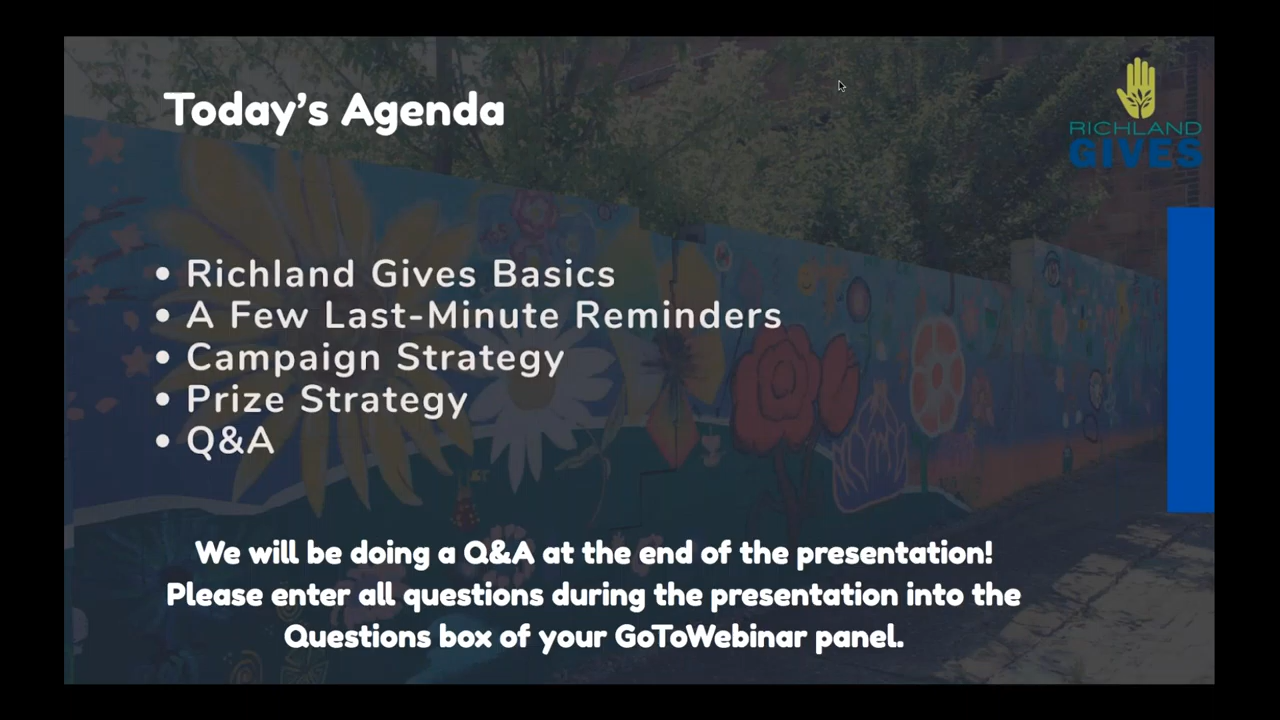 Today's Agenda
RICHLAND
GIVES
• Richland Gives Basics
• A Few Last-Minute Reminders
• Campaign Strategy
• Prize Strategy
• Q&A
We will be doing a Q&A at the end of the presentation!
Please enter all questions during the presentation into the
Questions box of your GoToWebinar panel.